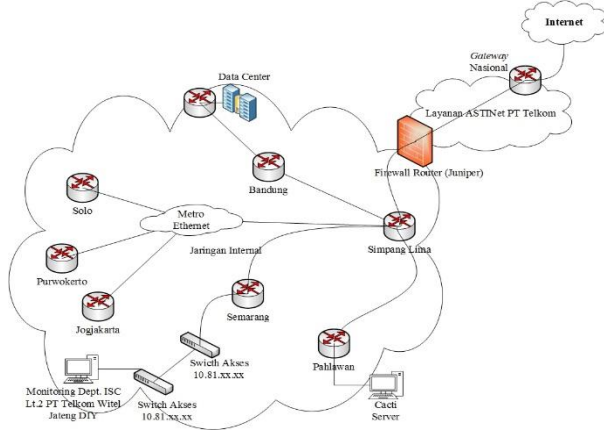 Internet
Gateway
Nasional
Data Center
Layanan ASTINet PT Telkom
Firewall Router (Juniper)
Bandung
Solo
Metro
Ethernet
Simpang Lima
Jaringan Internal
Purwokerto
Semarang
Jogjakarta
Pahlawan
Swicth Akses
10.81.xx.xx
Monitoring Dept. ISC
Lt.2 PT Telkom Witel
Jateng DIY
Switch Akses
10.81.xx.xx
Cacti
Server